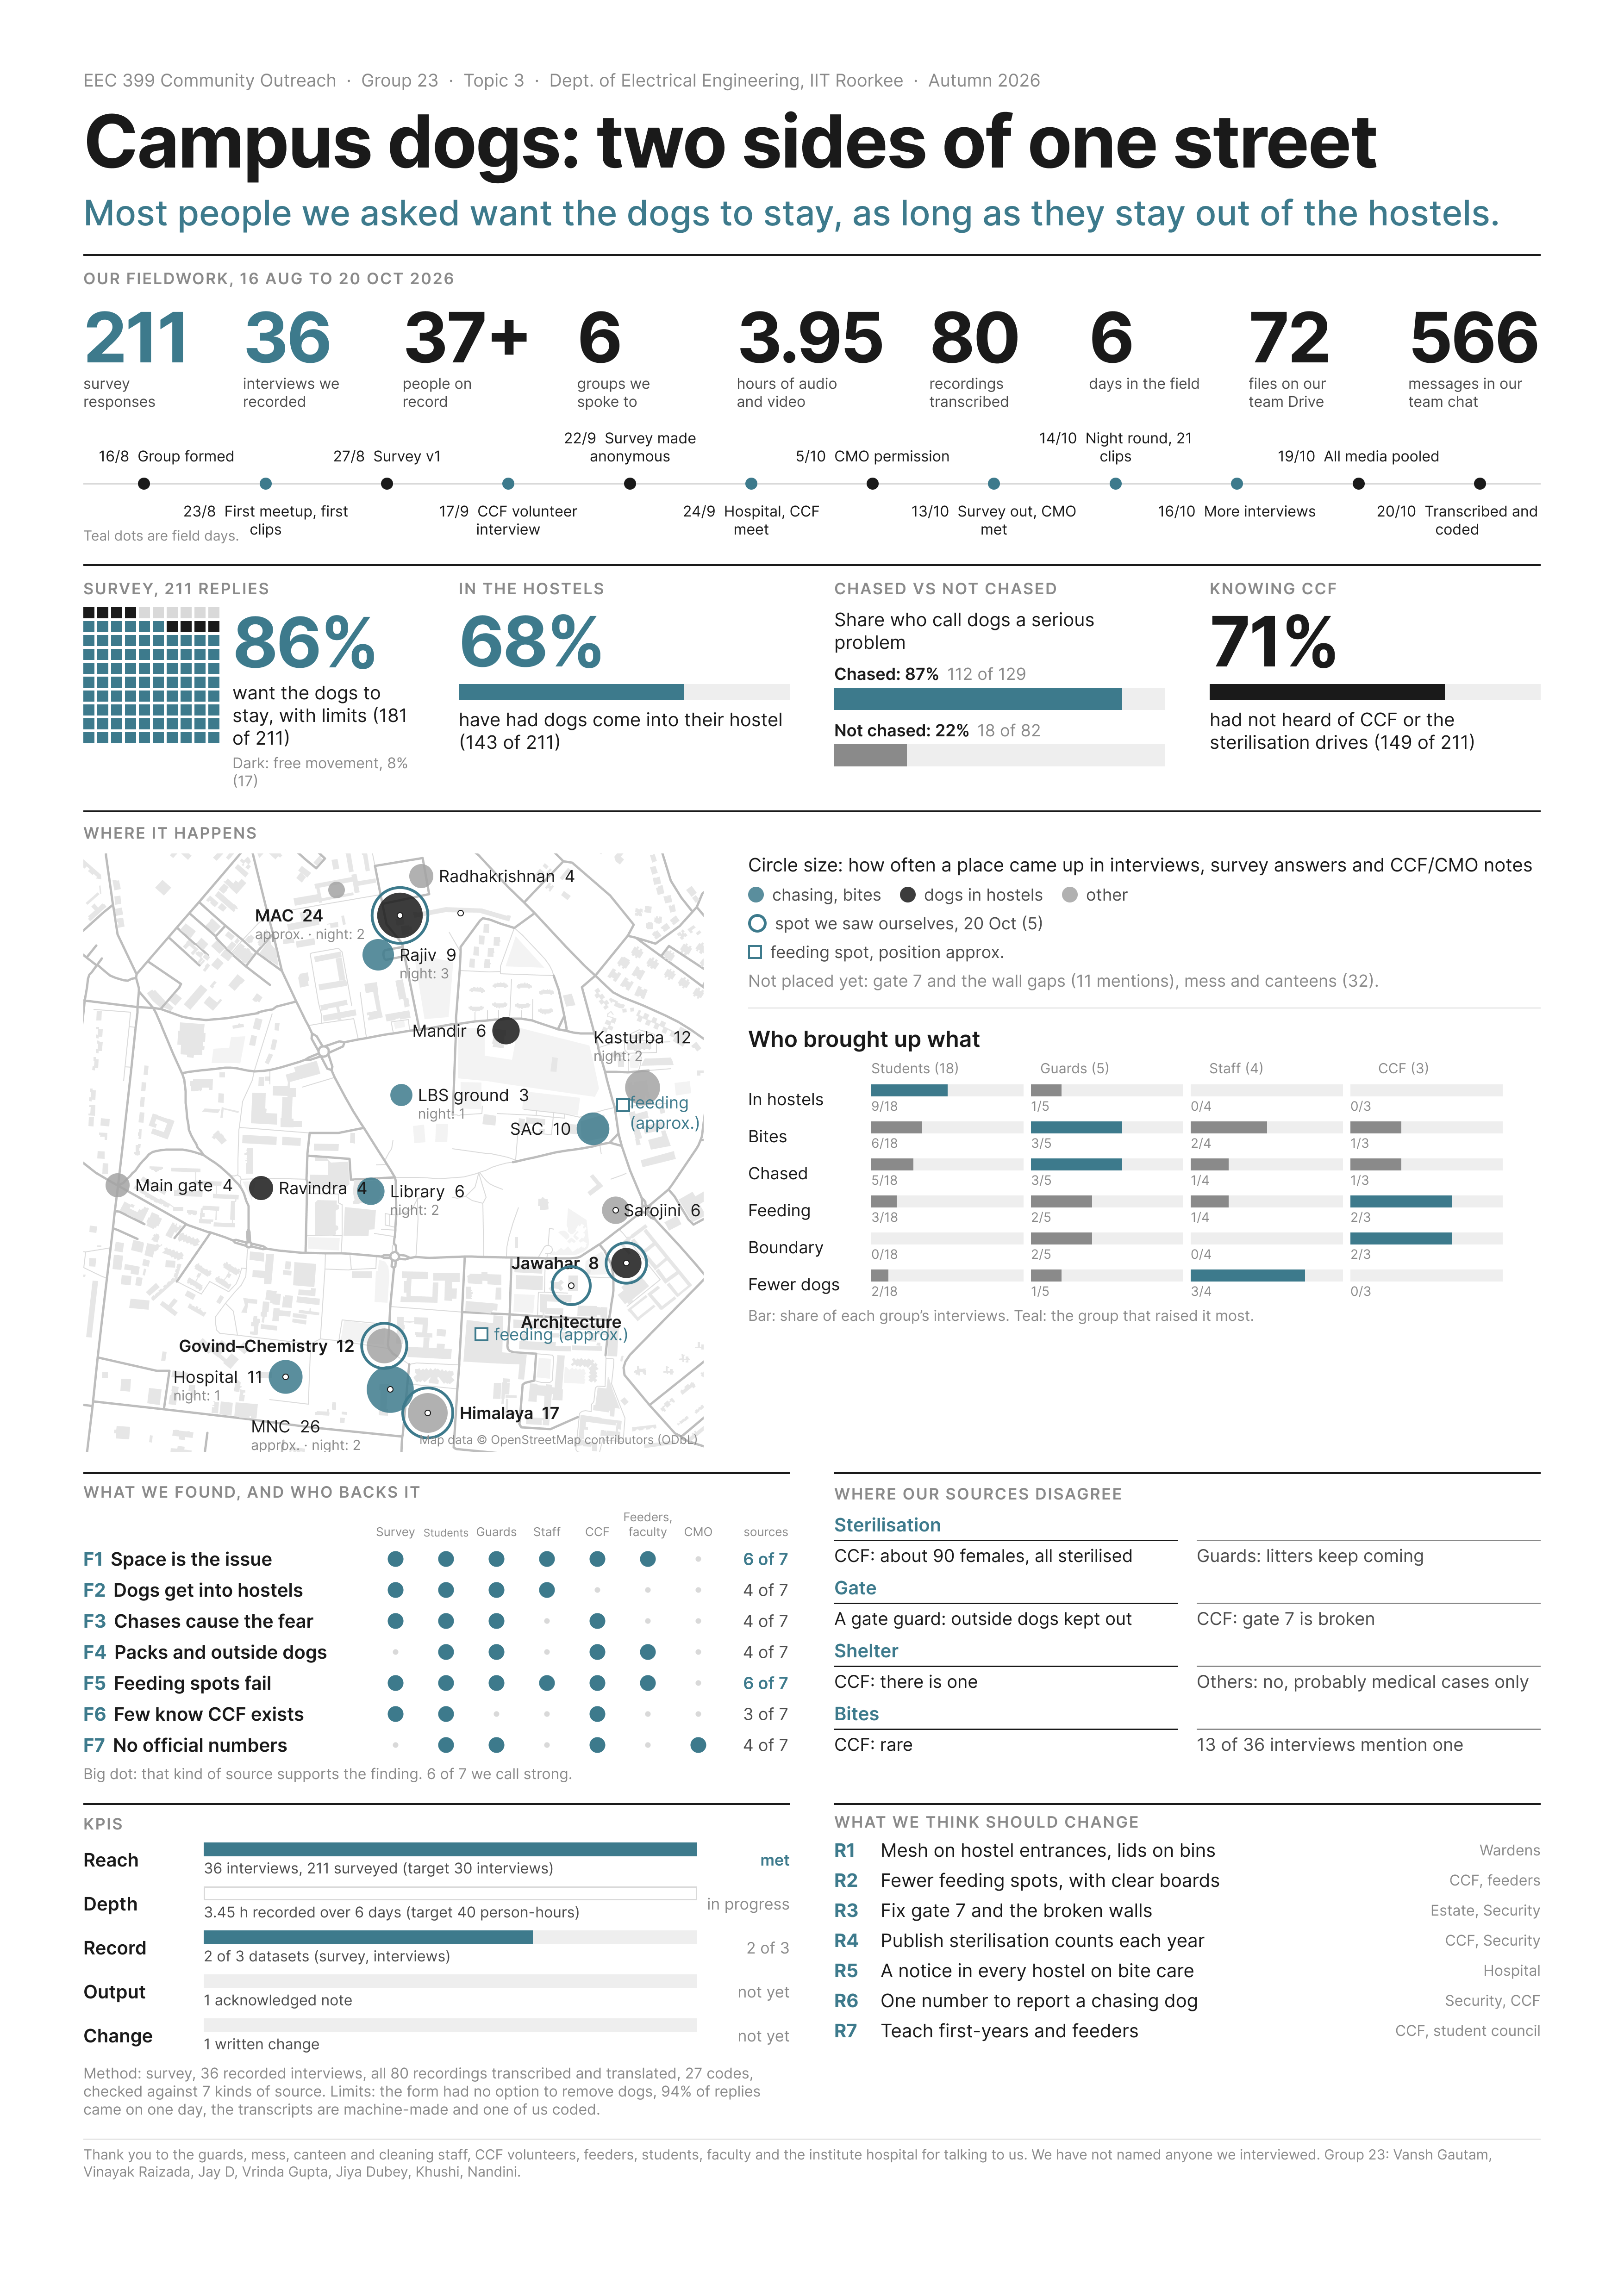 EEC 399 Community Outreach · Group 23 · Topic 3 · Dept. of Electrical Engineering, IIT Roorkee · Autumn 2026
Campus dogs: two sides of one street
Most people we asked want the dogs to stay, as long as they stay out of the hostels.
OUR FIELDWORK, 16 AUG TO 20 OCT 2026
211
survey
responses
36
interviews we
recorded
37+
people on
record
6
groups we
spoke to
3.95
hours of audio
and video
80
recordings
transcribed
6
days in the field
72
files on our
team Drive
566
messages in our
team chat
16/8 Group formed
23/8 First meetup, first
clips
27/8 Survey v1
17/9 CCF volunteer
interview
22/9 Survey made
anonymous
24/9 Hospital, CCF
meet
5/10 CMO permission
13/10 Survey out, CMO
met
14/10 Night round, 21
clips
16/10 More interviews
19/10 All media pooled
20/10 Transcribed and
coded
Teal dots are field days.
SURVEY, 211 REPLIES
86%
want the dogs to
stay, with limits (181
of 211)
Dark: free movement, 8%
(17)
IN THE HOSTELS
68%
have had dogs come into their hostel
(143 of 211)
CHASED VS NOT CHASED
Share who call dogs a serious
problem
Chased: 87% 112 of 129
Not chased: 22% 18 of 82
KNOWING CCF
71%
had not heard of CCF or the
sterilisation drives (149 of 211)
WHERE IT HAPPENS
Radhakrishnan 4
MAC 24
approx. · night: 2
Rajiv 9
night: 3
Mandir 6
Kasturba 12
night: 2
LBS ground 3
night: 1
feeding
(approx.)
SAC 10
Main gate 4
Ravindra 4
Library 6
night: 2
Sarojini 6
Jawahar 8
Architecture
feeding (approx.)
Govind–Chemistry 12
Hospital 11
night: 1
MNC 26
approx. · night: 2
Himalaya 17
Map data © OpenStreetMap contributors (ODbL)
Circle size: how often a place came up in interviews, survey answers and CCF/CMO notes
chasing, bites
dogs in hostels
other
spot we saw ourselves, 20 Oct (5)
feeding spot, position approx.
Not placed yet: gate 7 and the wall gaps (11 mentions), mess and canteens (32).
Who brought up what
Students (18) Guards (5) Staff (4) CCF (3)
In hostels
9/18 1/5 0/4 0/3
Bites
6/18 3/5 2/4 1/3
Chased
5/18 3/5 1/4 1/3
Feeding
3/18 2/5 1/4 2/3
Boundary
0/18 2/5 0/4 2/3
Fewer dogs
2/18 1/5 3/4 0/3
Bar: share of each group’s interviews. Teal: the group that raised it most.
WHAT WE FOUND, AND WHO BACKS IT
Survey Students Guards Staff CCF Feeders, faculty CMO sources
F1 Space is the issue 6 of 7
F2 Dogs get into hostels 4 of 7
F3 Chases cause the fear 4 of 7
F4 Packs and outside dogs 4 of 7
F5 Feeding spots fail 6 of 7
F6 Few know CCF exists 3 of 7
F7 No official numbers 4 of 7
Big dot: that kind of source supports the finding. 6 of 7 we call strong.
WHERE OUR SOURCES DISAGREE
Sterilisation
CCF: about 90 females, all sterilised
Guards: litters keep coming
Gate
A gate guard: outside dogs kept out
CCF: gate 7 is broken
Shelter
CCF: there is one
Others: no, probably medical cases only
Bites
CCF: rare
13 of 36 interviews mention one
KPIS
Reach
36 interviews, 211 surveyed (target 30 interviews)
met
Depth
3.45 h recorded over 6 days (target 40 person-hours)
in progress
Record
2 of 3 datasets (survey, interviews)
2 of 3
Output
1 acknowledged note
not yet
Change
1 written change
not yet
Method: survey, 36 recorded interviews, all 80 recordings transcribed and translated, 27 codes,
checked against 7 kinds of source. Limits: the form had no option to remove dogs, 94% of replies
came on one day, the transcripts are machine-made and one of us coded.
WHAT WE THINK SHOULD CHANGE
R1 Mesh on hostel entrances, lids on bins Wardens
R2 Fewer feeding spots, with clear boards CCF, feeders
R3 Fix gate 7 and the broken walls Estate, Security
R4 Publish sterilisation counts each year CCF, Security
R5 A notice in every hostel on bite care Hospital
R6 One number to report a chasing dog Security, CCF
R7 Teach first-years and feeders CCF, student council
Thank you to the guards, mess, canteen and cleaning staff, CCF volunteers, feeders, students, faculty and the institute hospital for talking to us. We have not named anyone we interviewed. Group 23: Vansh Gautam,
Vinayak Raizada, Jay D, Vrinda Gupta, Jiya Dubey, Khushi, Nandini.